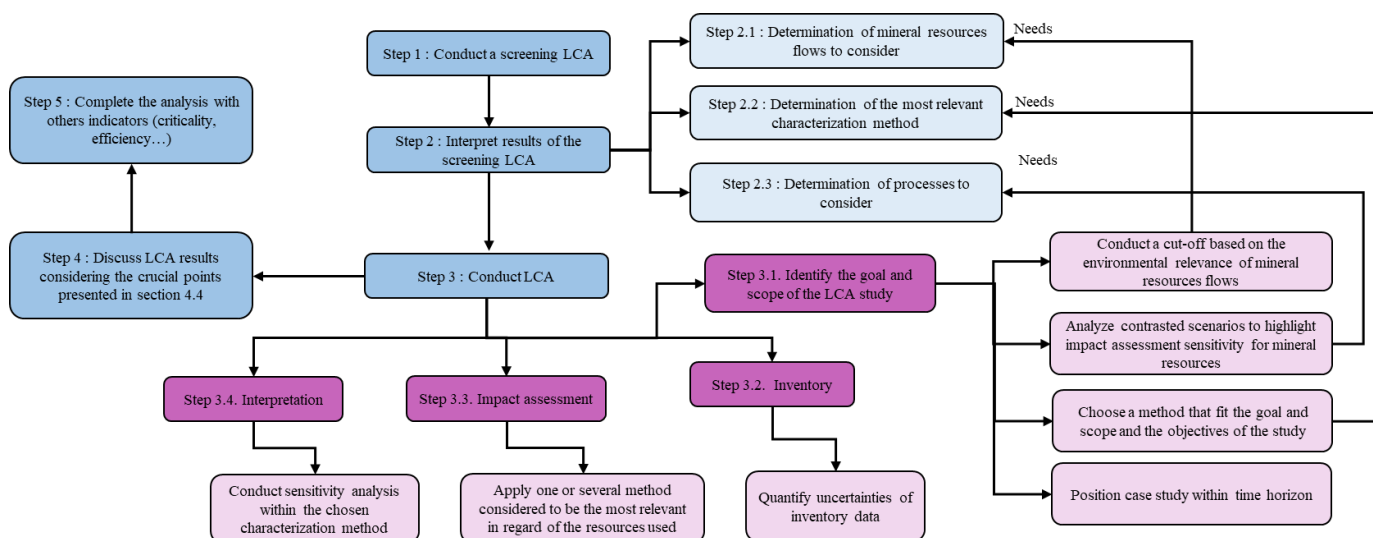 Step 1 : Conduct a screening LCA
Step 2 : Interpret results of the
screening LCA
Step 2.1 : Determination of mineral resources
flows to consider
Needs
Step 2.2 : Determination of the most relevant
characterization method
Needs
Step 2.3 : Determination of processes to
consider
Needs
Step 5 : Complete the analysis with
others indicators (criticality,
efficiency…)
Step 4 : Discuss LCA results
considering the crucial points
presented in section 4.4
Step 3 : Conduct LCA
Step 3.1. Identify the goal and
scope of the LCA study
Conduct a cut-off based on the
environmental relevance of mineral
resources flows
Analyze contrasted scenarios to highlight
impact assessment sensitivity for mineral
resources
Choose a method that fit the goal and
scope and the objectives of the study
Position case study within time horizon
Step 3.4. Interpretation
Step 3.3. Impact assessment
Step 3.2. Inventory
Conduct sensitivity analysis
within the chosen
characterization method
Apply one or several method
considered to be the most relevant
in regard of the resources used
Quantify uncertainties of
inventory data